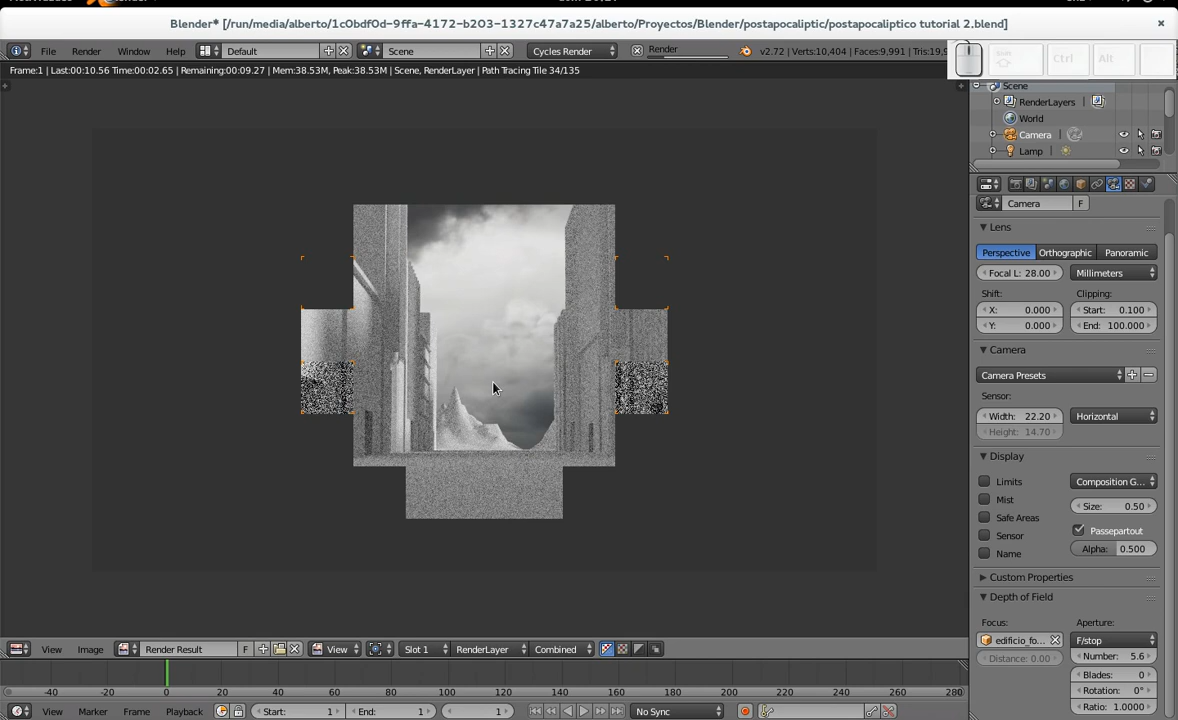 Blender* [/run/media/alberto/1c0bdf0d-9ffa-4172-b203-1327c47a7a25/alberto/Proyectos/Blender/postapocaliptic/postapocaliptico tutorial 2.blend]
File Render Window Help Default Scene Cycles Render Render v2.72 | Verts:10,404 | Faces:9,991 | Tris:19,9
Shift Ctrl Alt
Frame:1 | Last:00:10.56 Time:00:02.65 | Remaining:00:09.27 | Mem:38.53M, Peak:38.53M | Scene, RenderLayer | Path Tracing Tile 34/135
Scene
RenderLayers
World
Camera
Lamp
Camera F
Lens
Perspective Orthographic Panoramic
Focal L: 28.00 Millimeters
Shift: Clipping:
X: 0.000 Start: 0.100
Y: 0.000 End: 100.000
Camera
Camera Presets
Sensor:
Width: 22.20 Horizontal
Height: 14.70
Display
Limits Composition G...
Mist Size: 0.50
Safe Areas
Sensor Passepartout
Name Alpha: 0.500
Custom Properties
Depth of Field
Focus: Aperture:
edificio_fo... F/stop
Distance: 0.00 Number: 5.6
Blades: 0
Rotation: 0°
Ratio: 1.0000
View Image Render Result F View Slot 1 RenderLayer Combined
-40 -20 0 20 40 60 80 100 120 140 160 180 200 220 240 260 280
View Marker Frame Playback Start: 1 End: 1 1 No Sync